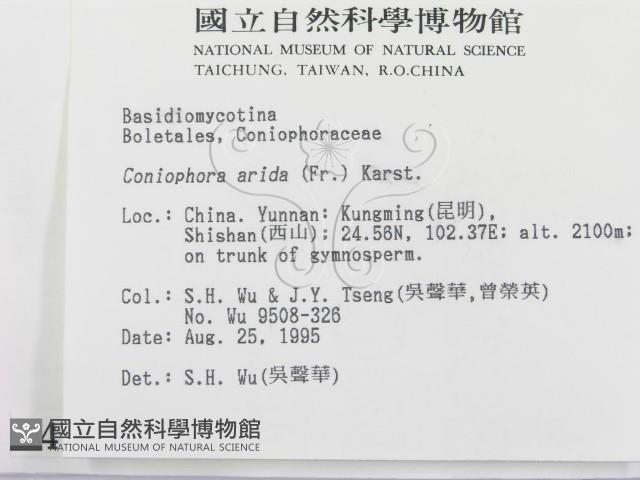 國立自然科學博物館
NATIONAL MUSEUM OF NATURAL SCIENCE
TAICHUNG, TAIWAN, R.O.CHINA
Basidiomycotina
Boletales, Coniophoraceae
Coniophora arida (Fr.) Karst.
Loc.: China. Yunnan: Kungming(昆明),
Shishan(西山); 24.56N, 102.37E; alt. 2100m;
on trunk of gymnosperm.
Col.: S.H. Wu & J.Y. Tseng(吳聲華,曾榮英)
No. Wu 9508-326
Date: Aug. 25, 1995
Det.: S.H. Wu(吳聲華)
4
國立自然科學博物館
NATIONAL MUSEUM OF NATURAL SCIENCE